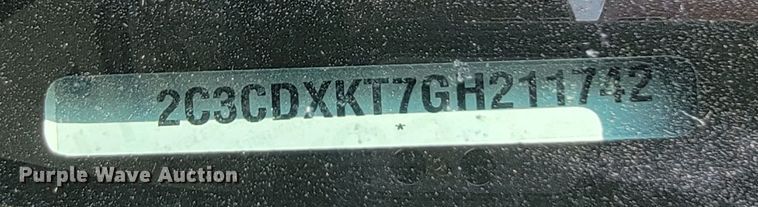 2C3CDXKT7GH211742
*
Purple Wave Auction